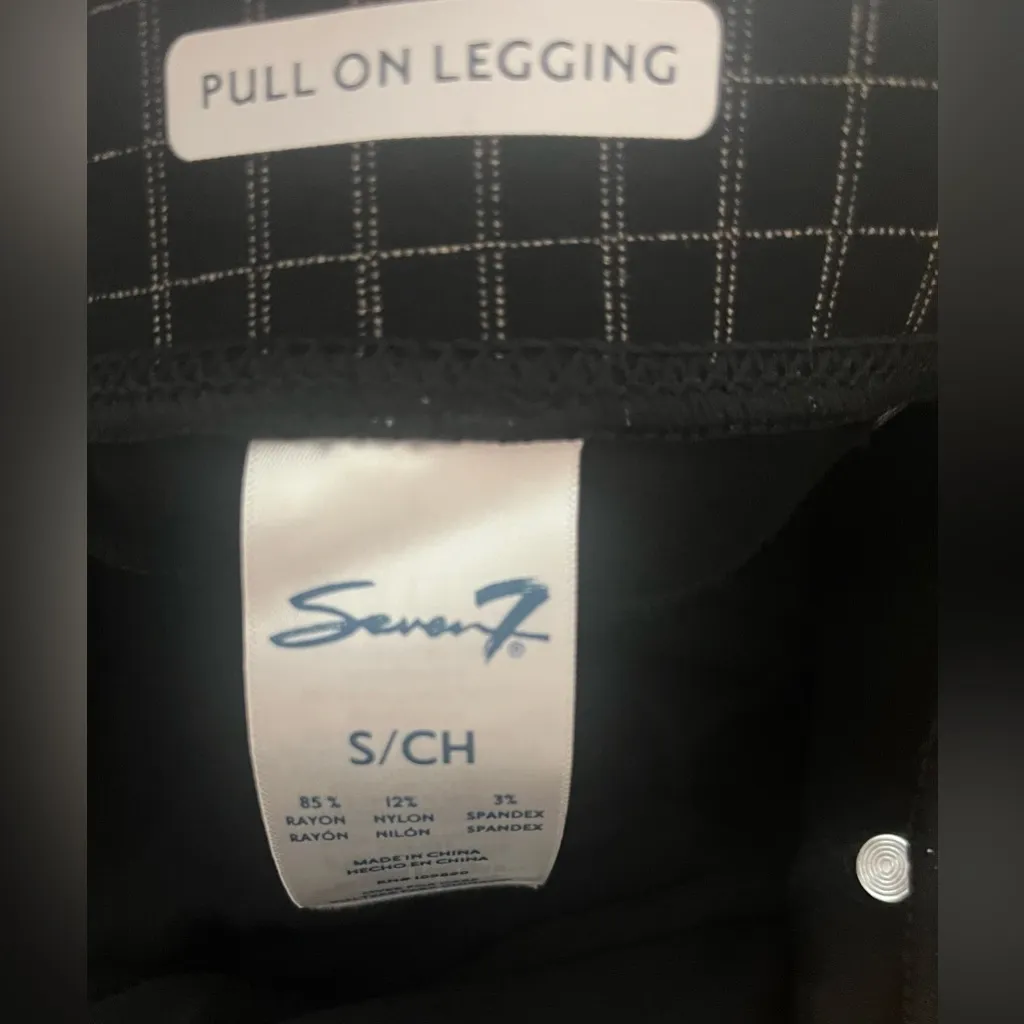 PULL ON LEGGING
Seven7®
S/CH
85% 12% 3%
RAYON NYLON SPANDEX
RAYÓN NILÓN SPANDEX
MADE IN CHINA
HECHO EN CHINA